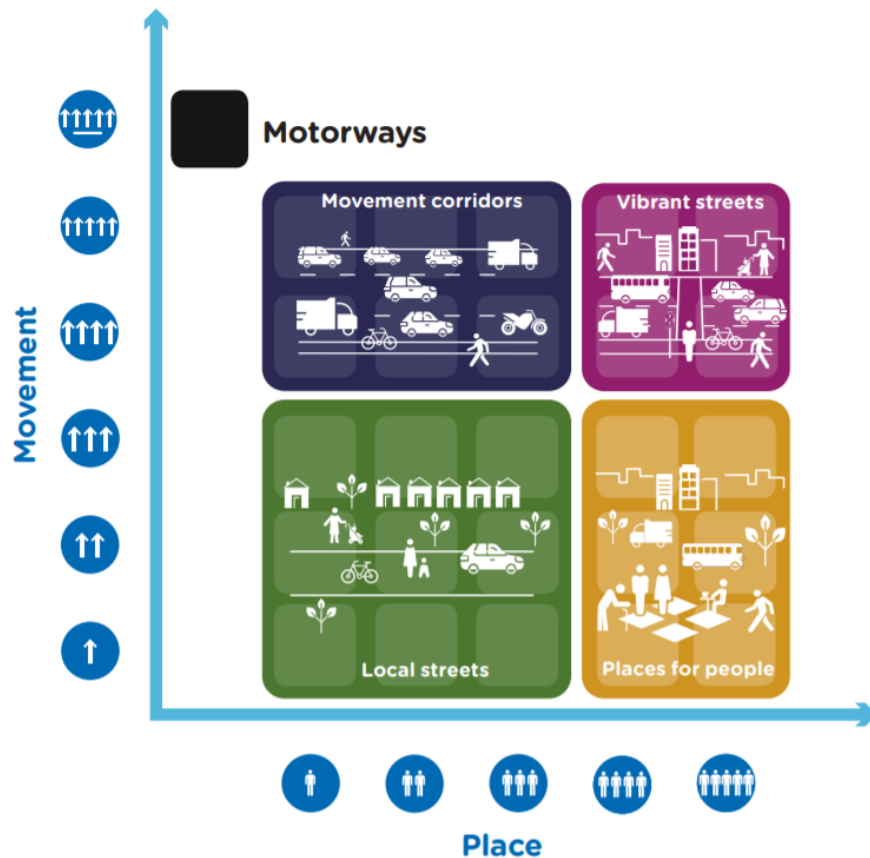 Motorways
Movement corridors
Vibrant streets
Movement
Local streets
Places for people
Place